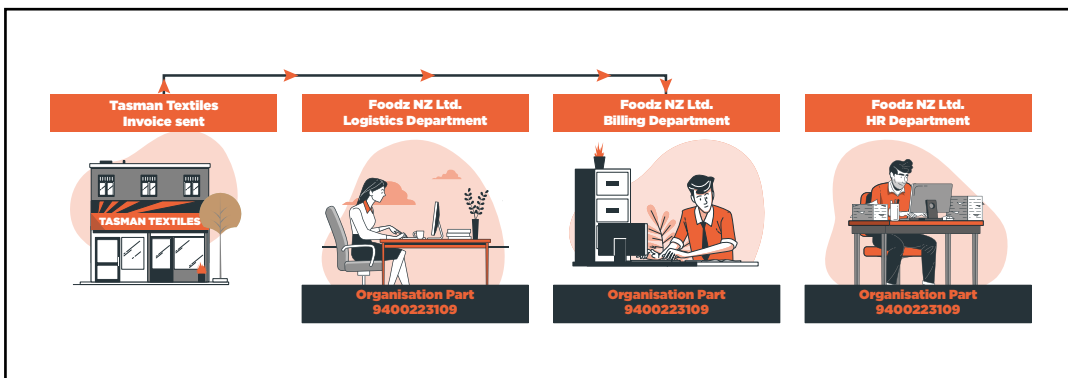 Tasman Textiles
Invoice sent
Foodz NZ Ltd.
Logistics Department
Foodz NZ Ltd.
Billing Department
Foodz NZ Ltd.
HR Department
TASMAN TEXTILES
Organisation Part
9400223109
Organisation Part
9400223109
Organisation Part
9400223109